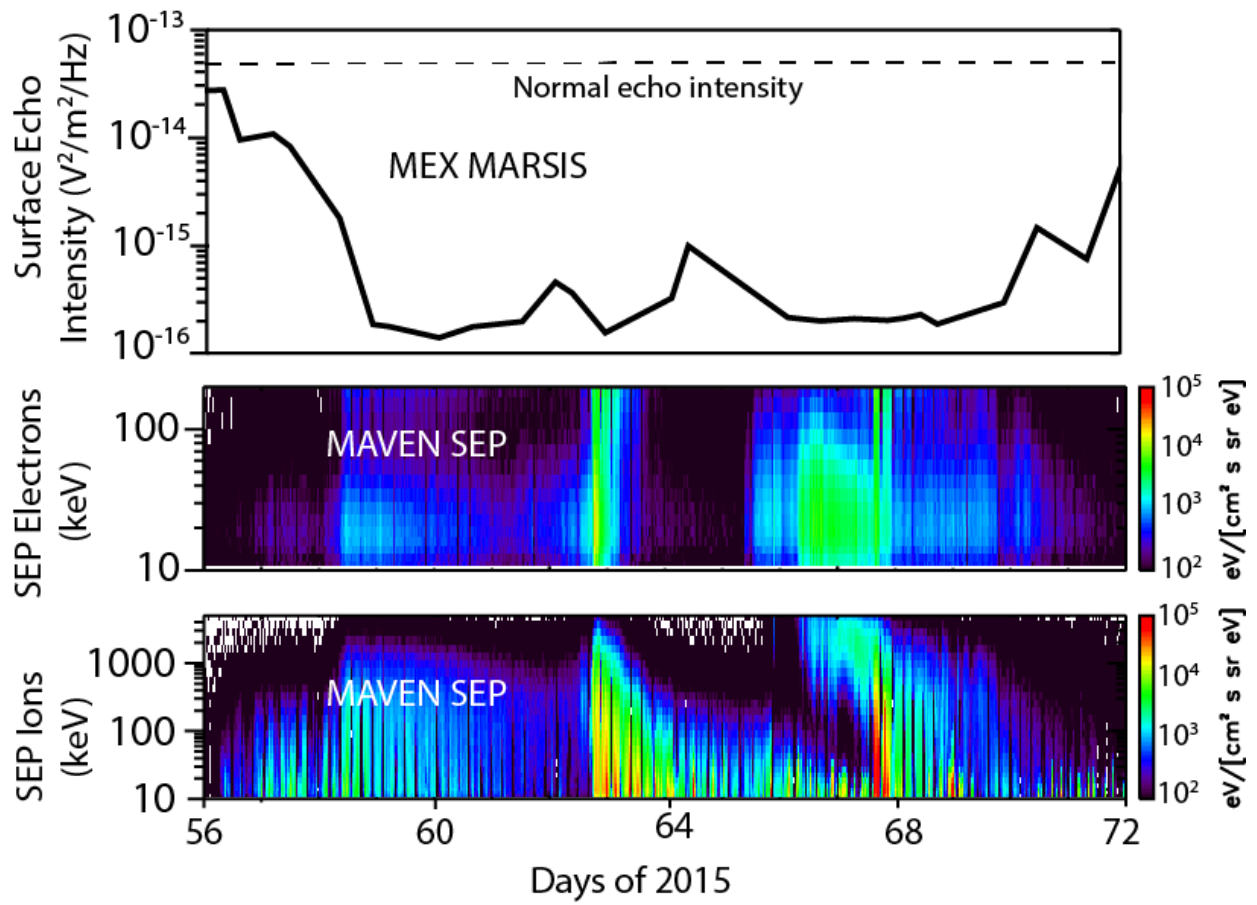 Surface Echo
Intensity (V²/m²/Hz)
10⁻¹³
10⁻¹⁴
10⁻¹⁵
10⁻¹⁶
Normal echo intensity
MEX MARSIS
SEP Electrons
(keV)
100
10
MAVEN SEP
10⁵
10⁴
10³
10²
eV/[cm² s sr eV]
SEP Ions
(keV)
1000
100
10
MAVEN SEP
10⁵
10⁴
10³
10²
eV/[cm² s sr eV]
56 60 64 68 72
Days of 2015